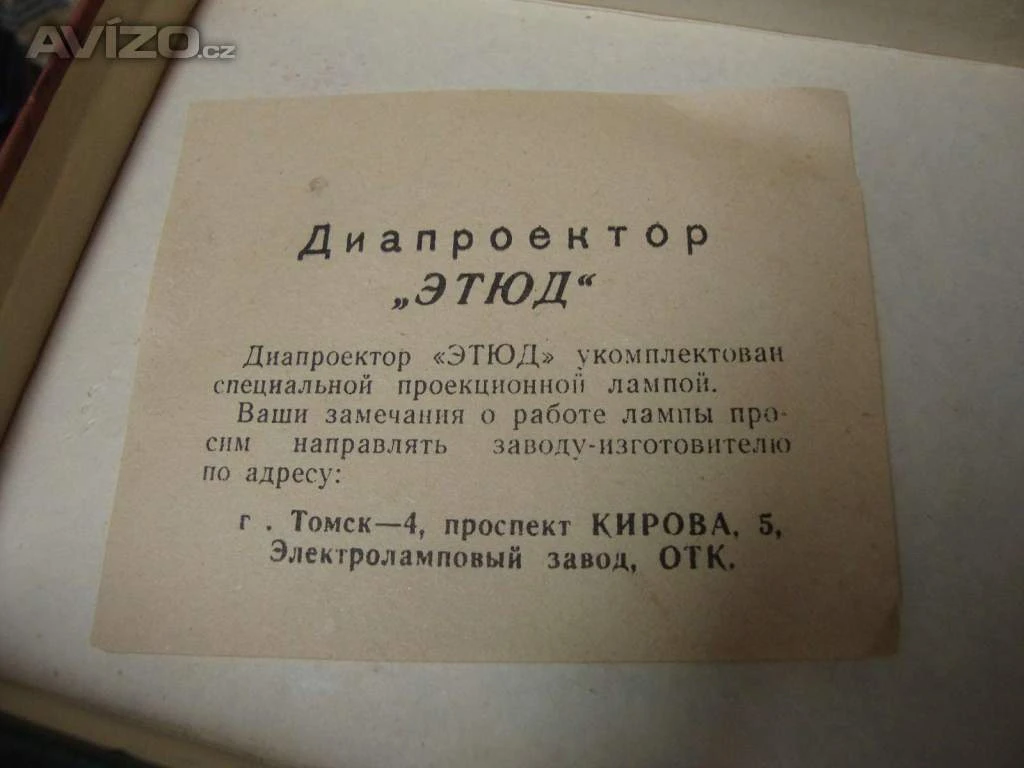 AVÍZO.cz
Диапроектор
„ЭТЮД“
Диапроектор «ЭТЮД» укомплектован
специальной проекционной лампой.
Ваши замечания о работе лампы про-
сим направлять заводу-изготовителю
по адресу:
г . Томск—4, проспект КИРОВА, 5,
Электроламповый завод, ОТК.